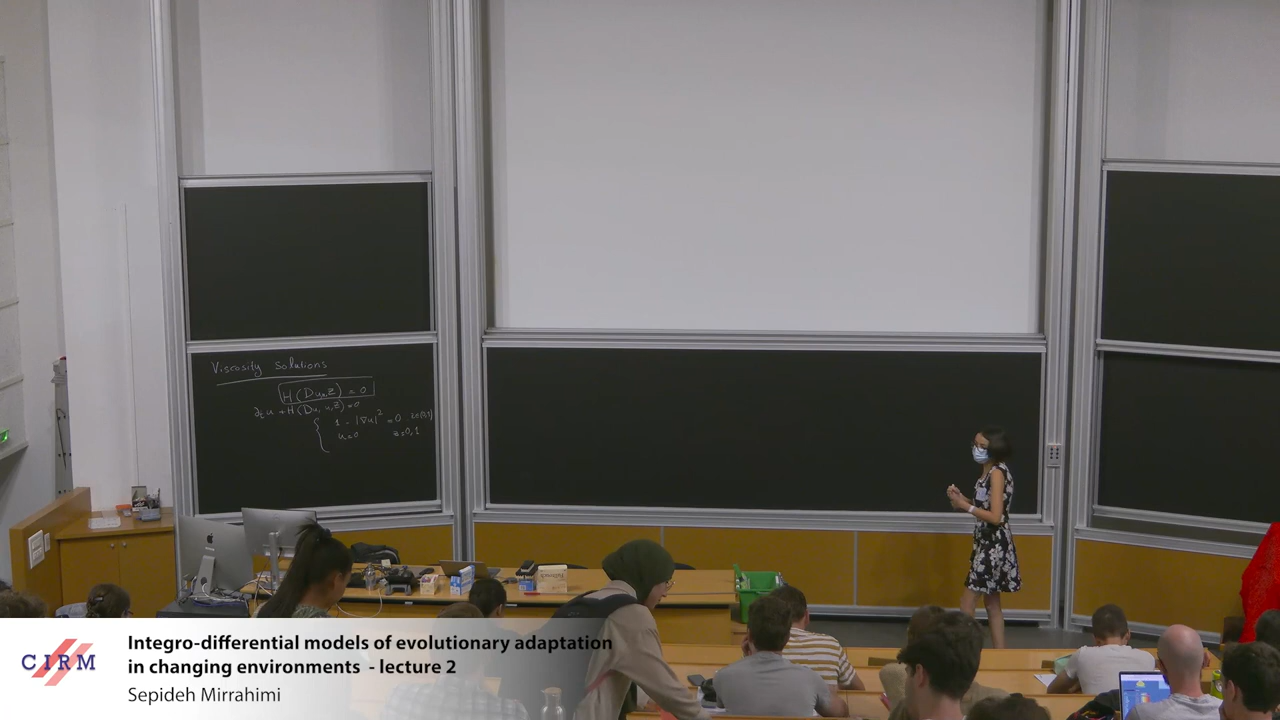 Viscosity Solutions
H(Du,u,z) = 0
∂ₜu + H(Du, u, z) = 0
1 - |∇u|² = 0 z∈(0,1)
u=0 z=0,1
CIRM
Integro-differential models of evolutionary adaptation
in changing environments - lecture 2
Sepideh Mirrahimi